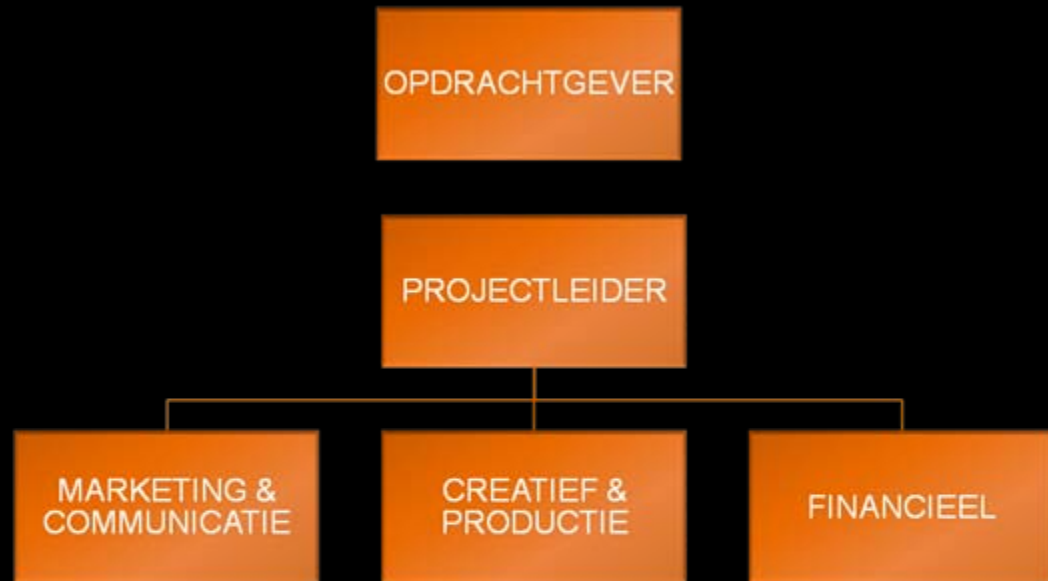 OPDRACHTGEVER
PROJECTLEIDER
MARKETING &
COMMUNICATIE
CREATIEF &
PRODUCTIE
FINANCIEEL